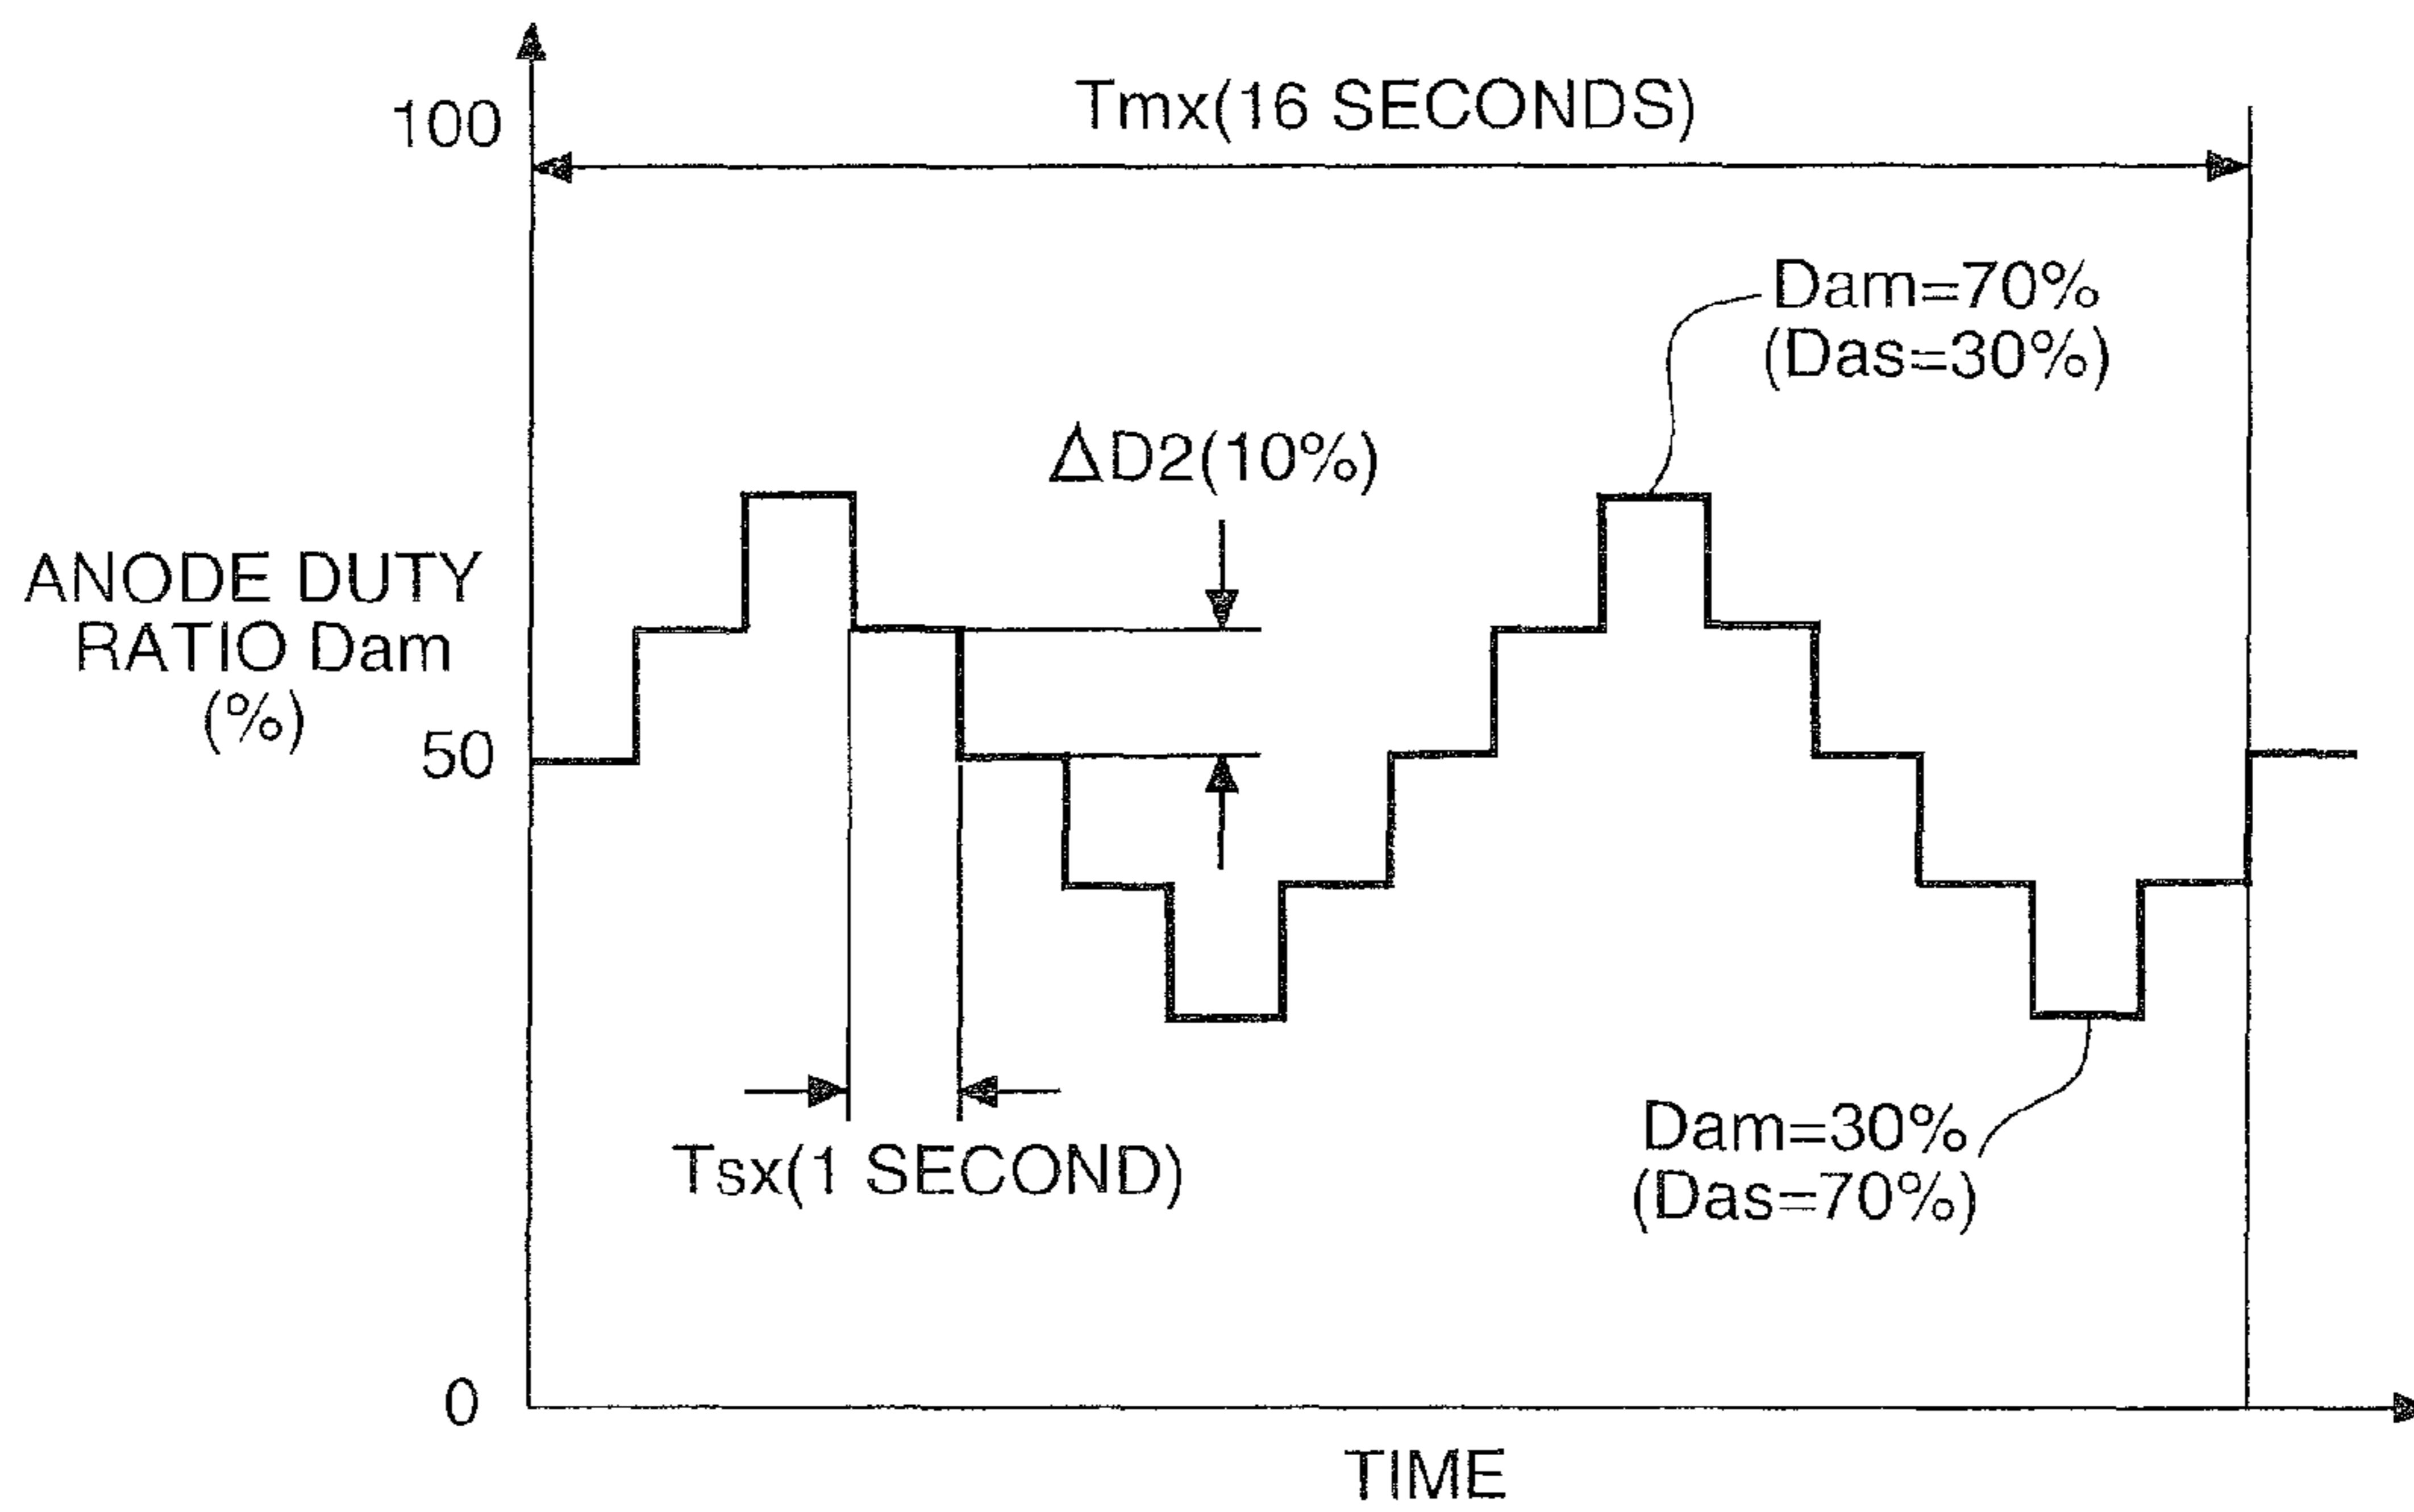 100
Tmx(16 SECONDS)
Dam=70%
(Das=30%)
ΔD2(10%)
ANODE DUTY
RATIO Dam
(%)
50
Tsx(1 SECOND)
Dam=30%
(Das=70%)
0
TIME